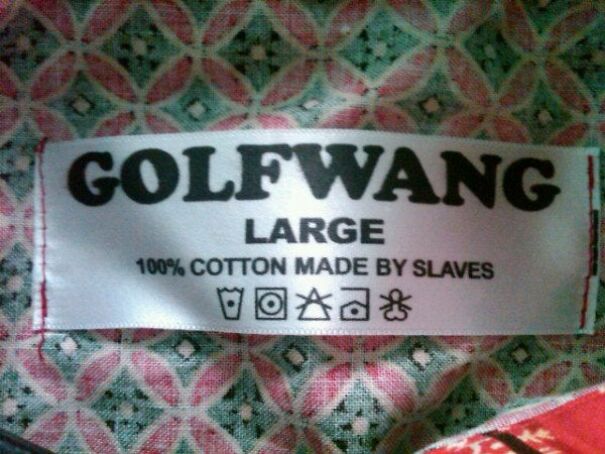 GOLFWANG
LARGE
100% COTTON MADE BY SLAVES